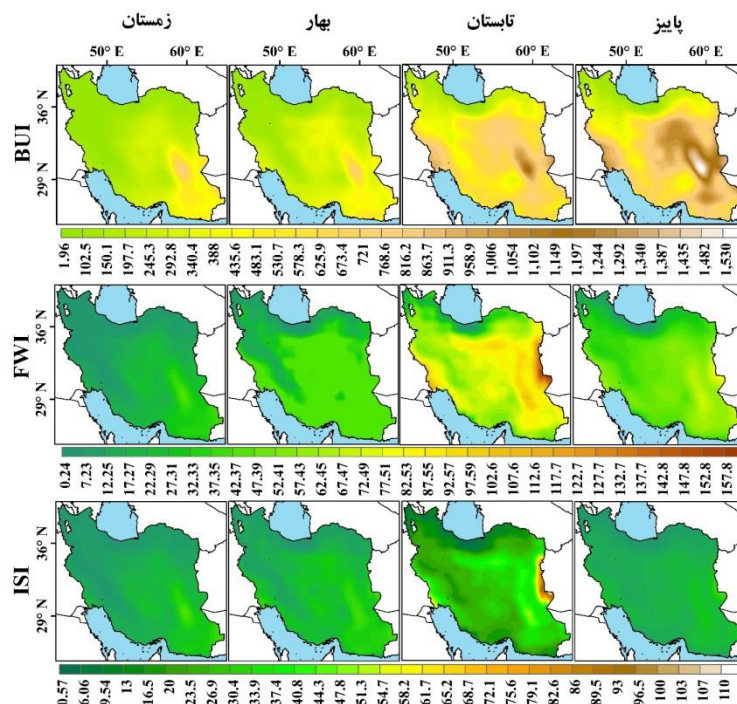 زمستان بهار تابستان پاییز
50° E 60° E 50° E 60° E 50° E 60° E 50° E 60° E
36° N
BUI
29° N
1.96 102.5 150.1 197.7 245.3 292.8 340.4 388 435.6 483.1 530.7 578.3 625.9 673.4 721 768.6 816.2 863.7 911.3 958.9 1,006 1,054 1,102 1,149 1,197 1,244 1,292 1,340 1,387 1,435 1,482 1,530
36° N
FWI
29° N
0.24 7.23 12.25 17.27 22.29 27.31 32.33 37.35 42.37 47.39 52.41 57.43 62.45 67.47 72.49 77.51 82.53 87.55 92.57 97.59 102.6 107.6 112.6 117.7 122.7 127.7 132.7 137.7 142.8 147.8 152.8 157.8
36° N
ISI
29° N
0.57 6.06 9.54 13 16.5 20 23.5 26.9 30.4 33.9 37.4 40.8 44.3 47.8 51.3 54.7 58.2 61.7 65.2 68.7 72.1 75.6 79.1 82.6 86 89.5 93 96.5 100 103 107 110